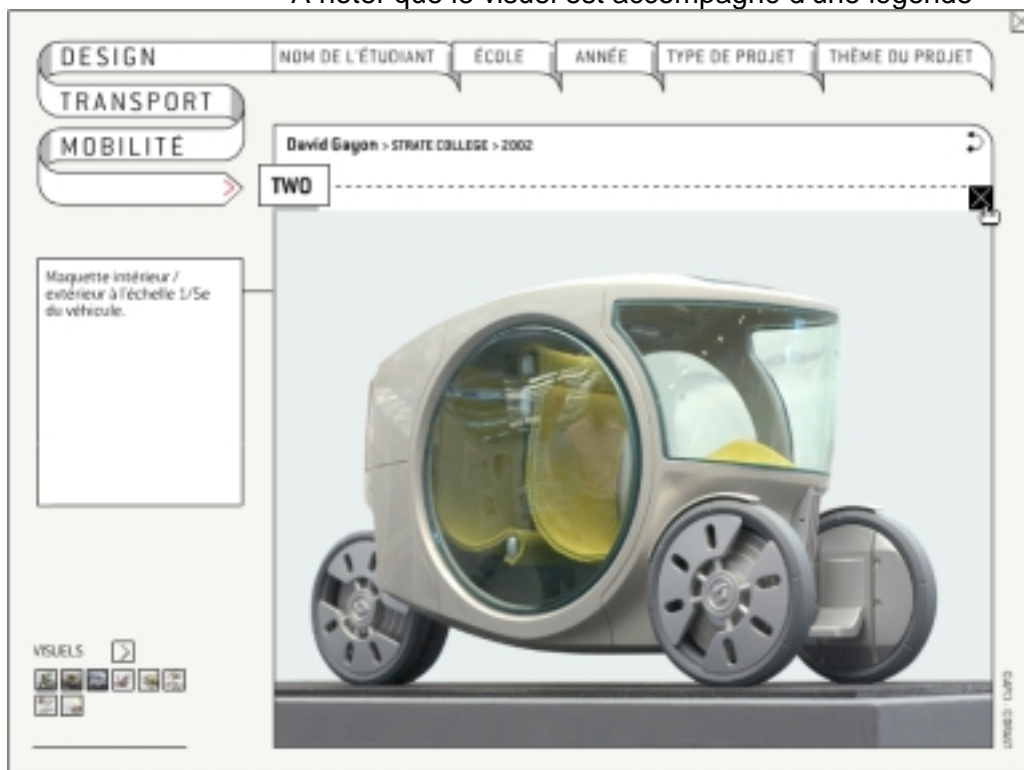 A noter que le visuel est accompagné d'une légende
DESIGN
NOM DE L'ÉTUDIANT
ÉCOLE
ANNÉE
TYPE DE PROJET
THÈME DU PROJET
TRANSPORT
MOBILITÉ
David Gayon > STRATE COLLEGE > 2002
TWO
Maquette intérieur /
extérieur à l'échelle 1/5e
du véhicule.
VISUELS